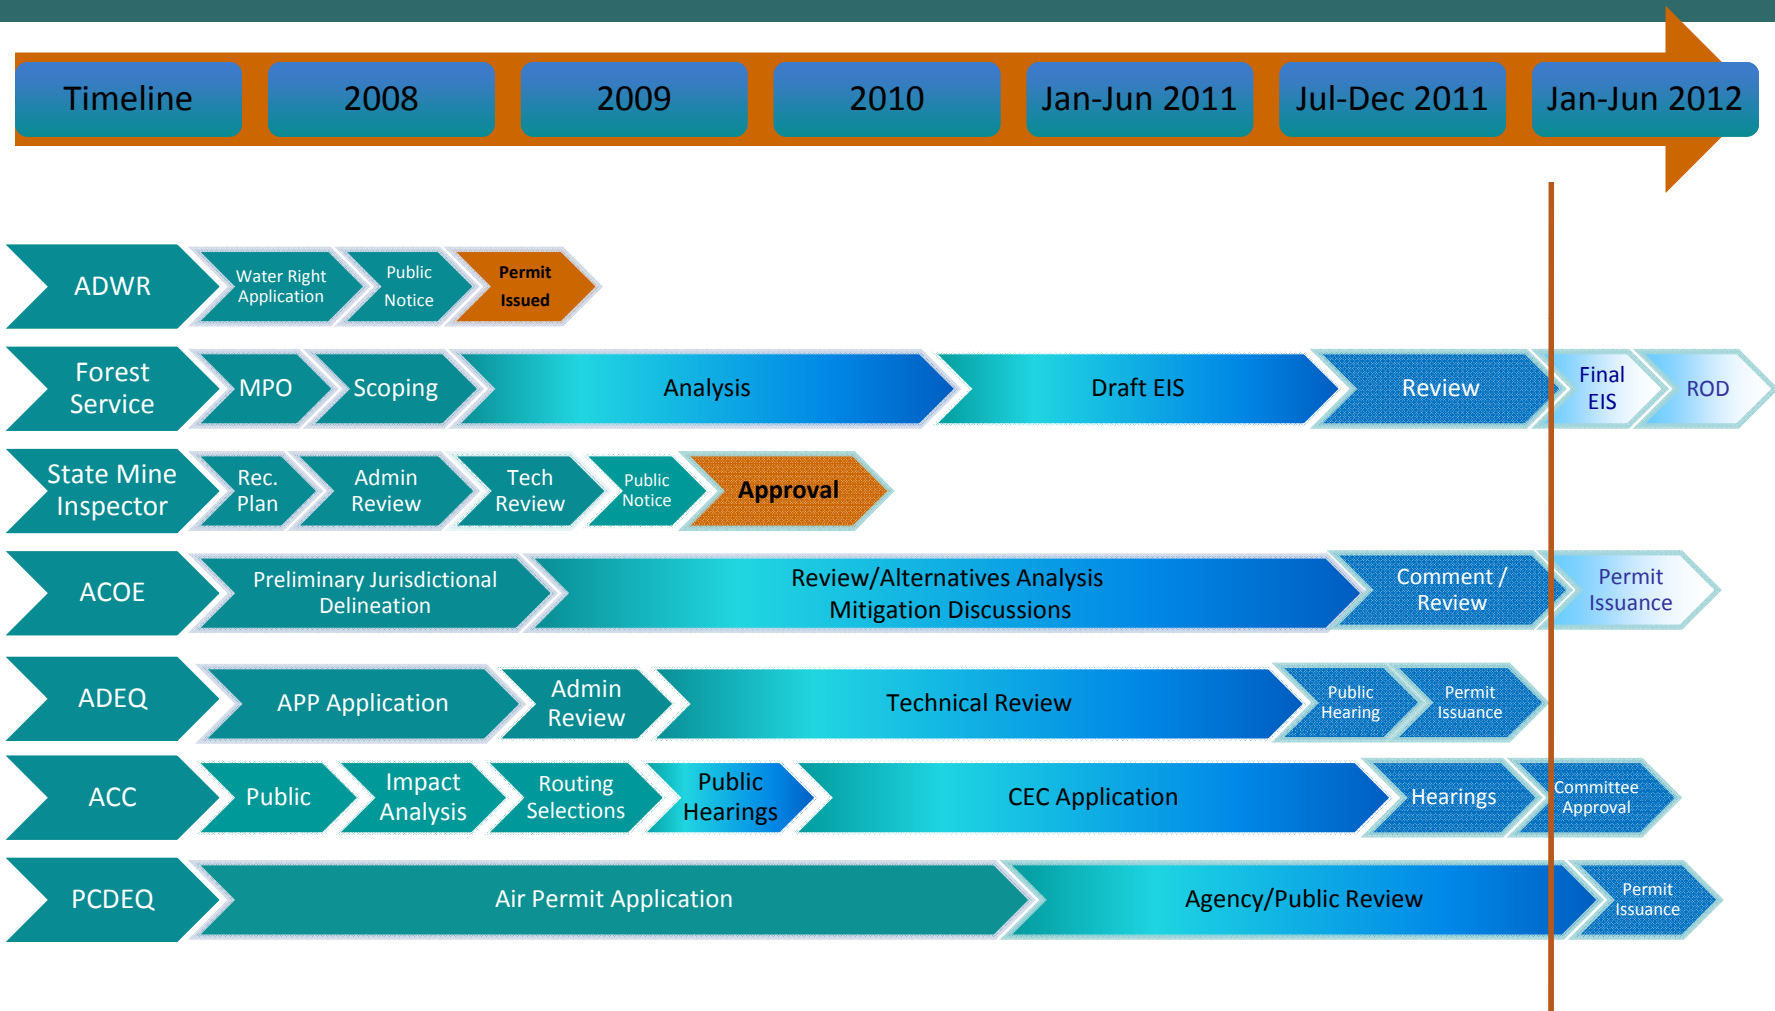 Timeline
2008
2009
2010
Jan-Jun 2011
Jul-Dec 2011
Jan-Jun 2012
ADWR
Water Right
Application
Public
Notice
Permit
Issued
Forest
Service
MPO
Scoping
Analysis
Draft EIS
Review
Final
EIS
ROD
State Mine
Inspector
Rec.
Plan
Admin
Review
Tech
Review
Public
Notice
Approval
ACOE
Preliminary Jurisdictional
Delineation
Review/Alternatives Analysis
Mitigation Discussions
Comment /
Review
Permit
Issuance
ADEQ
APP Application
Admin
Review
Technical Review
Public
Hearing
Permit
Issuance
ACC
Public
Impact
Analysis
Routing
Selections
Public
Hearings
CEC Application
Hearings
Committee
Approval
PCDEQ
Air Permit Application
Agency/Public Review
Permit
Issuance